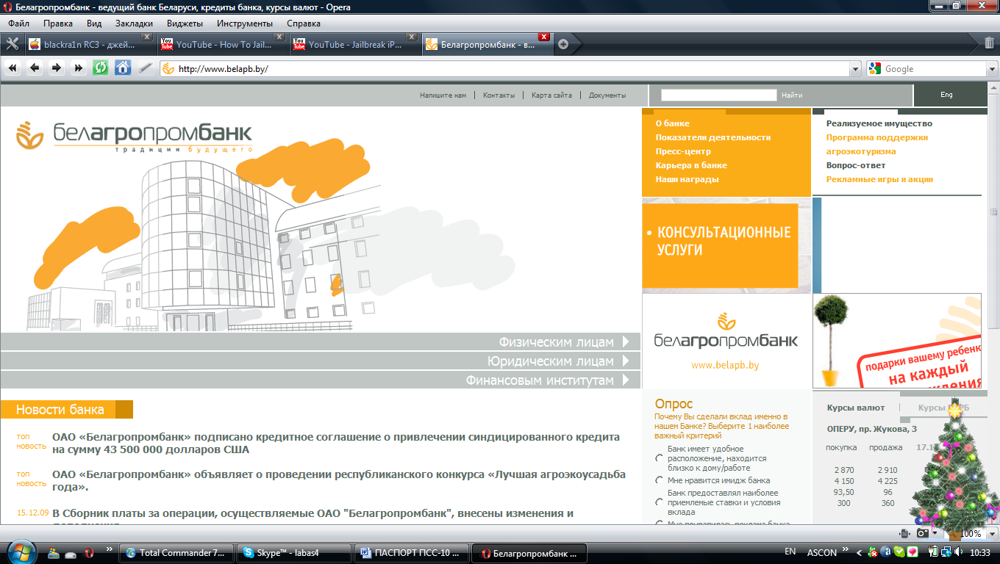 Белагропромбанк - ведущий банк Беларуси, кредиты банка, курсы валют - Opera
Файл Правка Вид Закладки Виджеты Инструменты Справка
blackra1n RC3 - джей... YouTube - How To Jail... YouTube - Jailbreak iP... Белагропромбанк - в...
http://www.belapb.by/ Google
Напишите нам | Контакты | Карта сайта | Документы Найти Eng
белагропромбанк
традиции будущего
О банке
Показатели деятельности
Пресс-центр
Карьера в банке
Наши награды
Реализуемое имущество
Программа поддержки
агроэкотуризма
Вопрос-ответ
Рекламные игры и акции
• КОНСУЛЬТАЦИОННЫЕ
УСЛУГИ
белагропромбанк
www.belapb.by
подарки вашему ребенк
на каждый
Физическим лицам
Юридическим лицам
Финансовым институтам
Новости банка
топ
новость
ОАО «Белагропромбанк» подписано кредитное соглашение о привлечении синдицированного кредита
на сумму 43 500 000 долларов США
топ
новость
ОАО «Белагропромбанк» объявляет о проведении республиканского конкурса «Лучшая агроэкоусадьба
года».
15.12.09 В Сборник платы за операции, осуществляемые ОАО "Белагропромбанк", внесены изменения и
Опрос
Почему Вы сделали вклад именно в
нашем Банке? Выберите 1 наиболее
важный критерий
Банк имеет удобное
расположение, находится
близко к дому/работе
Мне нравится имидж банка
Банк предоставлял наиболее
приемлемые ставки и условия
вклада
Мне понравилась реклама банка
Курсы валют | Курсы
ОПЕРУ, пр. Жукова, 3
покупка продажа 17.1
2 870 2 910
4 150 4 225
93,50 96
300 360
100%
Total Commander 7... Skype™ - labas4 ПАСПОРТ ПСС-10 ... Белагропромбанк ... EN ASCON 10:33